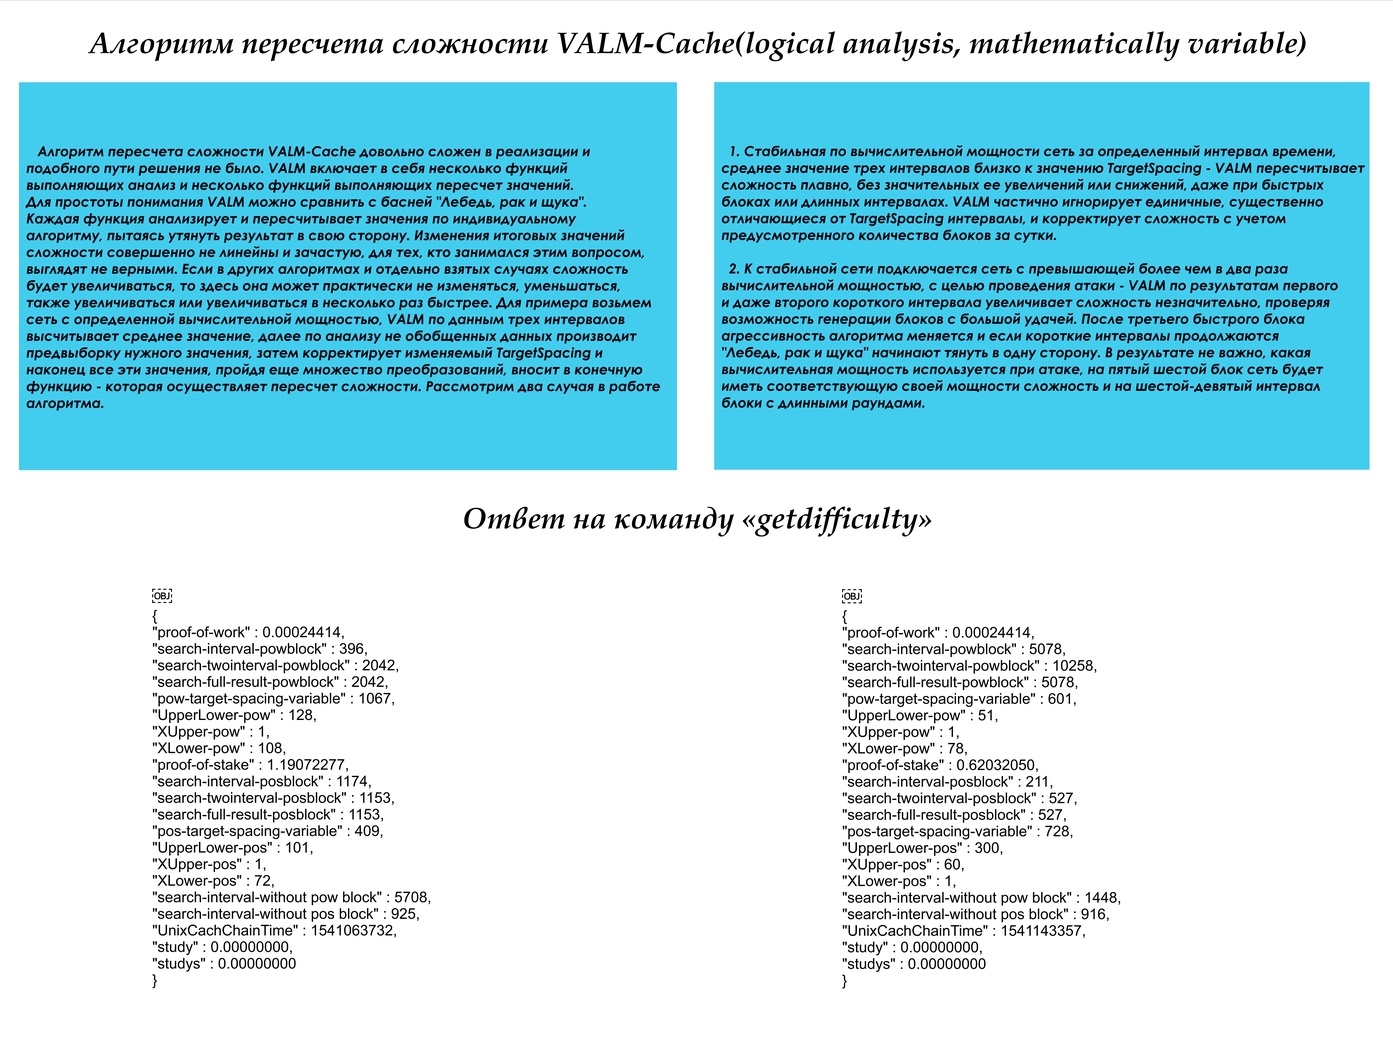 Алгоритм пересчета сложности VALM-Cache(logical analysis, mathematically variable)
Алгоритм пересчета сложности VALM-Cache довольно сложен в реализации и
подобного пути решения не было. VALM включает в себя несколько функций
выполняющих анализ и несколько функций выполняющих пересчет значений.
Для простоты понимания VALM можно сравнить с басней "Лебедь, рак и щука".
Каждая функция анализирует и пересчитывает значения по индивидуальному
алгоритму, пытаясь утянуть результат в свою сторону. Изменения итоговых значений
сложности совершенно не линейны и зачастую, для тех, кто занимался этим вопросом,
выглядят не верными. Если в других алгоритмах и отдельно взятых случаях сложность
будет увеличиваться, то здесь она может практически не изменяться, уменьшаться,
также увеличиваться или увеличиваться в несколько раз быстрее. Для примера возьмем
сеть с определенной вычислительной мощностью, VALM по данным трех интервалов
высчитывает среднее значение, далее по анализу не обобщенных данных производит
предвыборку нужного значения, затем корректирует изменяемый TargetSpacing и
наконец все эти значения, пройдя еще множество преобразований, вносит в конечную
функцию - которая осуществляет пересчет сложности. Рассмотрим два случая в работе
алгоритма.
1. Стабильная по вычислительной мощности сеть за определенный интервал времени,
среднее значение трех интервалов близко к значению TargetSpacing - VALM пересчитывает
сложность плавно, без значительных ее увеличений или снижений, даже при быстрых
блоках или длинных интервалах. VALM частично игнорирует единичные, существенно
отличающиеся от TargetSpacing интервалы, и корректирует сложность с учетом
предусмотренного количества блоков за сутки.
2. К стабильной сети подключается сеть с превышающей более чем в два раза
вычислительной мощностью, с целью проведения атаки - VALM по результатам первого
и даже второго короткого интервала увеличивает сложность незначительно, проверяя
возможность генерации блоков с большой удачей. После третьего быстрого блока
агрессивность алгоритма меняется и если короткие интервалы продолжаются
"Лебедь, рак и щука" начинают тянуть в одну сторону. В результате не важно, какая
вычислительная мощность используется при атаке, на пятый шестой блок сеть будет
иметь соответствующую своей мощности сложность и на шестой-девятый интервал
блоки с длинными раундами.
Ответ на команду «getdifficulty»
OBJ
{
"proof-of-work" : 0.00024414,
"search-interval-powblock" : 396,
"search-twointerval-powblock" : 2042,
"search-full-result-powblock" : 2042,
"pow-target-spacing-variable" : 1067,
"UpperLower-pow" : 128,
"XUpper-pow" : 1,
"XLower-pow" : 108,
"proof-of-stake" : 1.19072277,
"search-interval-posblock" : 1174,
"search-twointerval-posblock" : 1153,
"search-full-result-posblock" : 1153,
"pos-target-spacing-variable" : 409,
"UpperLower-pos" : 101,
"XUpper-pos" : 1,
"XLower-pos" : 72,
"search-interval-without pow block" : 5708,
"search-interval-without pos block" : 925,
"UnixCachChainTime" : 1541063732,
"study" : 0.00000000,
"studys" : 0.00000000
}
OBJ
{
"proof-of-work" : 0.00024414,
"search-interval-powblock" : 5078,
"search-twointerval-powblock" : 10258,
"search-full-result-powblock" : 5078,
"pow-target-spacing-variable" : 601,
"UpperLower-pow" : 51,
"XUpper-pow" : 1,
"XLower-pow" : 78,
"proof-of-stake" : 0.62032050,
"search-interval-posblock" : 211,
"search-twointerval-posblock" : 527,
"search-full-result-posblock" : 527,
"pos-target-spacing-variable" : 728,
"UpperLower-pos" : 300,
"XUpper-pos" : 60,
"XLower-pos" : 1,
"search-interval-without pow block" : 1448,
"search-interval-without pos block" : 916,
"UnixCachChainTime" : 1541143357,
"study" : 0.00000000,
"studys" : 0.00000000
}